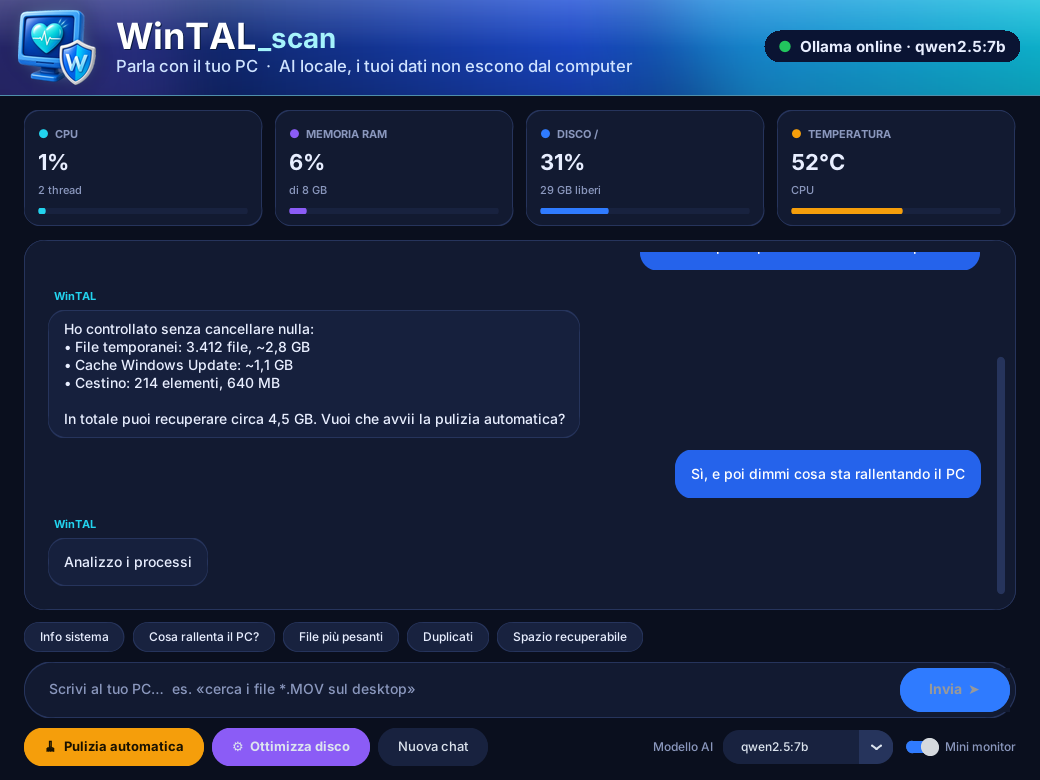 WinTAL_scan
Parla con il tuo PC · AI locale, i tuoi dati non escono dal computer
Ollama online · qwen2.5:7b
CPU
1%
2 thread
MEMORIA RAM
6%
di 8 GB
DISCO /
31%
29 GB liberi
TEMPERATURA
52°C
CPU
WinTAL
Ho controllato senza cancellare nulla:
• File temporanei: 3.412 file, ~2,8 GB
• Cache Windows Update: ~1,1 GB
• Cestino: 214 elementi, 640 MB
In totale puoi recuperare circa 4,5 GB. Vuoi che avvii la pulizia automatica?
Sì, e poi dimmi cosa sta rallentando il PC
WinTAL
Analizzo i processi
Info sistema
Cosa rallenta il PC?
File più pesanti
Duplicati
Spazio recuperabile
Scrivi al tuo PC… es. «cerca i file *.MOV sul desktop»
Invia ➤
Pulizia automatica
Ottimizza disco
Nuova chat
Modello AI
qwen2.5:7b
Mini monitor